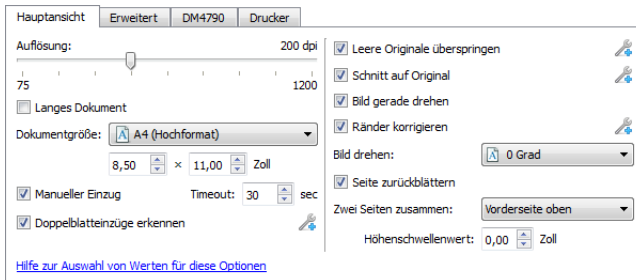 Hauptansicht Erweitert DM4790 Drucker
Auflösung: 200 dpi
75 1200
Langes Dokument
Dokumentgröße: A4 (Hochformat)
8,50 × 11,00 Zoll
Manueller Einzug Timeout: 30 sec
Doppelblatteinzüge erkennen
Hilfe zur Auswahl von Werten für diese Optionen
Leere Originale überspringen
Schnitt auf Original
Bild gerade drehen
Ränder korrigieren
Bild drehen: 0 Grad
Seite zurückblättern
Zwei Seiten zusammen: Vorderseite oben
Höhenschwellenwert: 0,00 Zoll